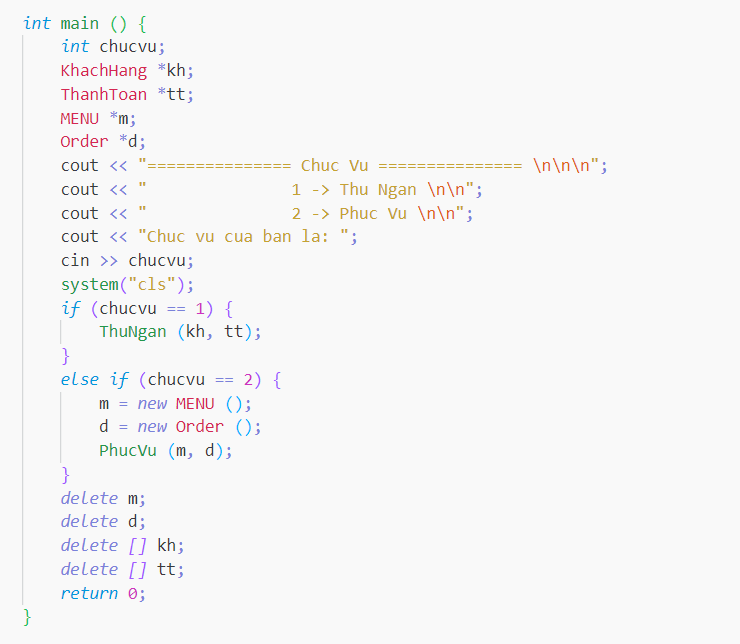 int main () {
    int chucvu;
    KhachHang *kh;
    ThanhToan *tt;
    MENU *m;
    Order *d;
    cout << "=============== Chuc Vu =============== \n\n\n";
    cout << "               1 -> Thu Ngan \n\n";
    cout << "               2 -> Phuc Vu \n\n";
    cout << "Chuc vu cua ban la: ";
    cin >> chucvu;
    system("cls");
    if (chucvu == 1) {
        ThuNgan (kh, tt);
    }
    else if (chucvu == 2) {
        m = new MENU ();
        d = new Order ();
        PhucVu (m, d);
    }
    delete m;
    delete d;
    delete [] kh;
    delete [] tt;
    return 0;
}